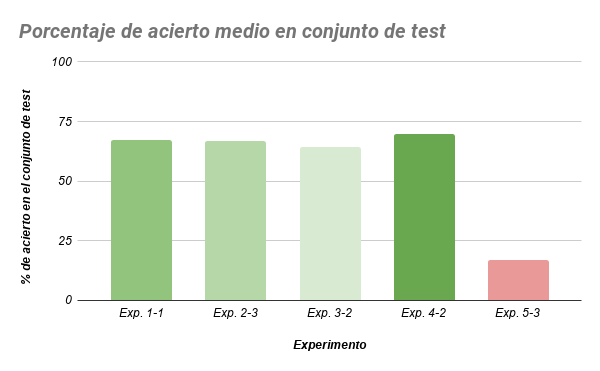 Porcentaje de acierto medio en conjunto de test
% de acierto en el conjunto de test
100
75
50
25
0
Exp. 1-1 Exp. 2-3 Exp. 3-2 Exp. 4-2 Exp. 5-3
Experimento